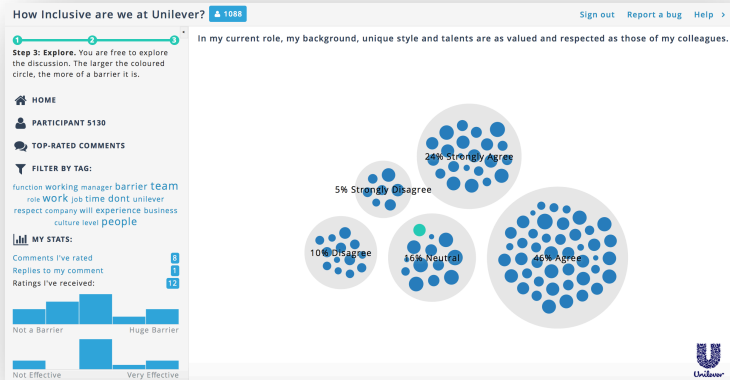 How Inclusive are we at Unilever? 1088
Sign out Report a bug Help
1 2 3
Step 3: Explore. You are free to explore
the discussion. The larger the coloured
circle, the more of a barrier it is.
HOME
PARTICIPANT 5130
TOP-RATED COMMENTS
FILTER BY TAG:
function working manager barrier team
role work job time dont unilever
respect company will experience business
culture level people
MY STATS:
Comments I've rated 8
Replies to my comment 1
Ratings I've received: 12
Not a Barrier Huge Barrier
Not Effective Very Effective
In my current role, my background, unique style and talents are as valued and respected as those of my colleagues.
24% Strongly Agree
5% Strongly Disagree
10% Disagree
16% Neutral
46% Agree
Unilever